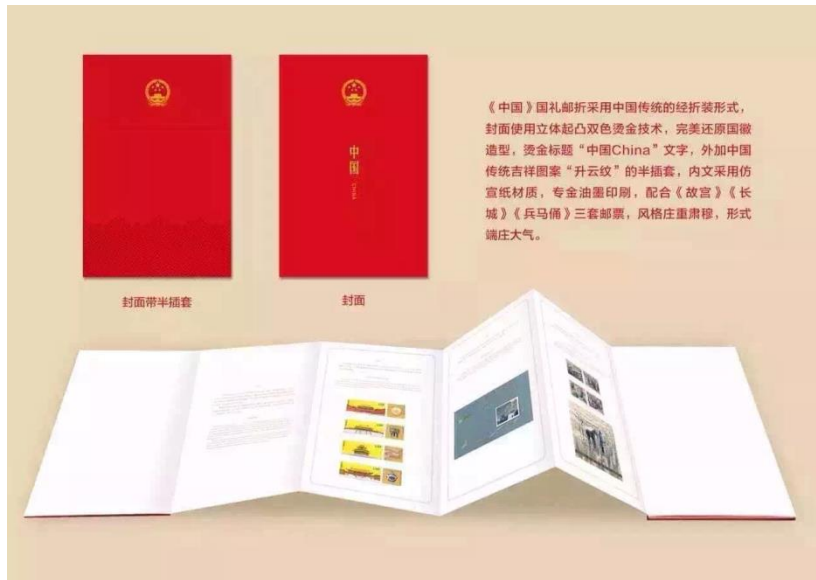 中国
CHINA
封面带半插套
封面
《中国》国礼邮折采用中国传统的经折装形式，
封面使用立体起凸双色烫金技术，完美还原国徽
造型，烫金标题“中国China”文字，外加中国
传统吉祥图案“升云纹”的半插套，内文采用仿
宣纸材质，专金油墨印刷，配合《故宫》《长
城》《兵马俑》三套邮票，风格庄重肃穆，形式
端庄大气。